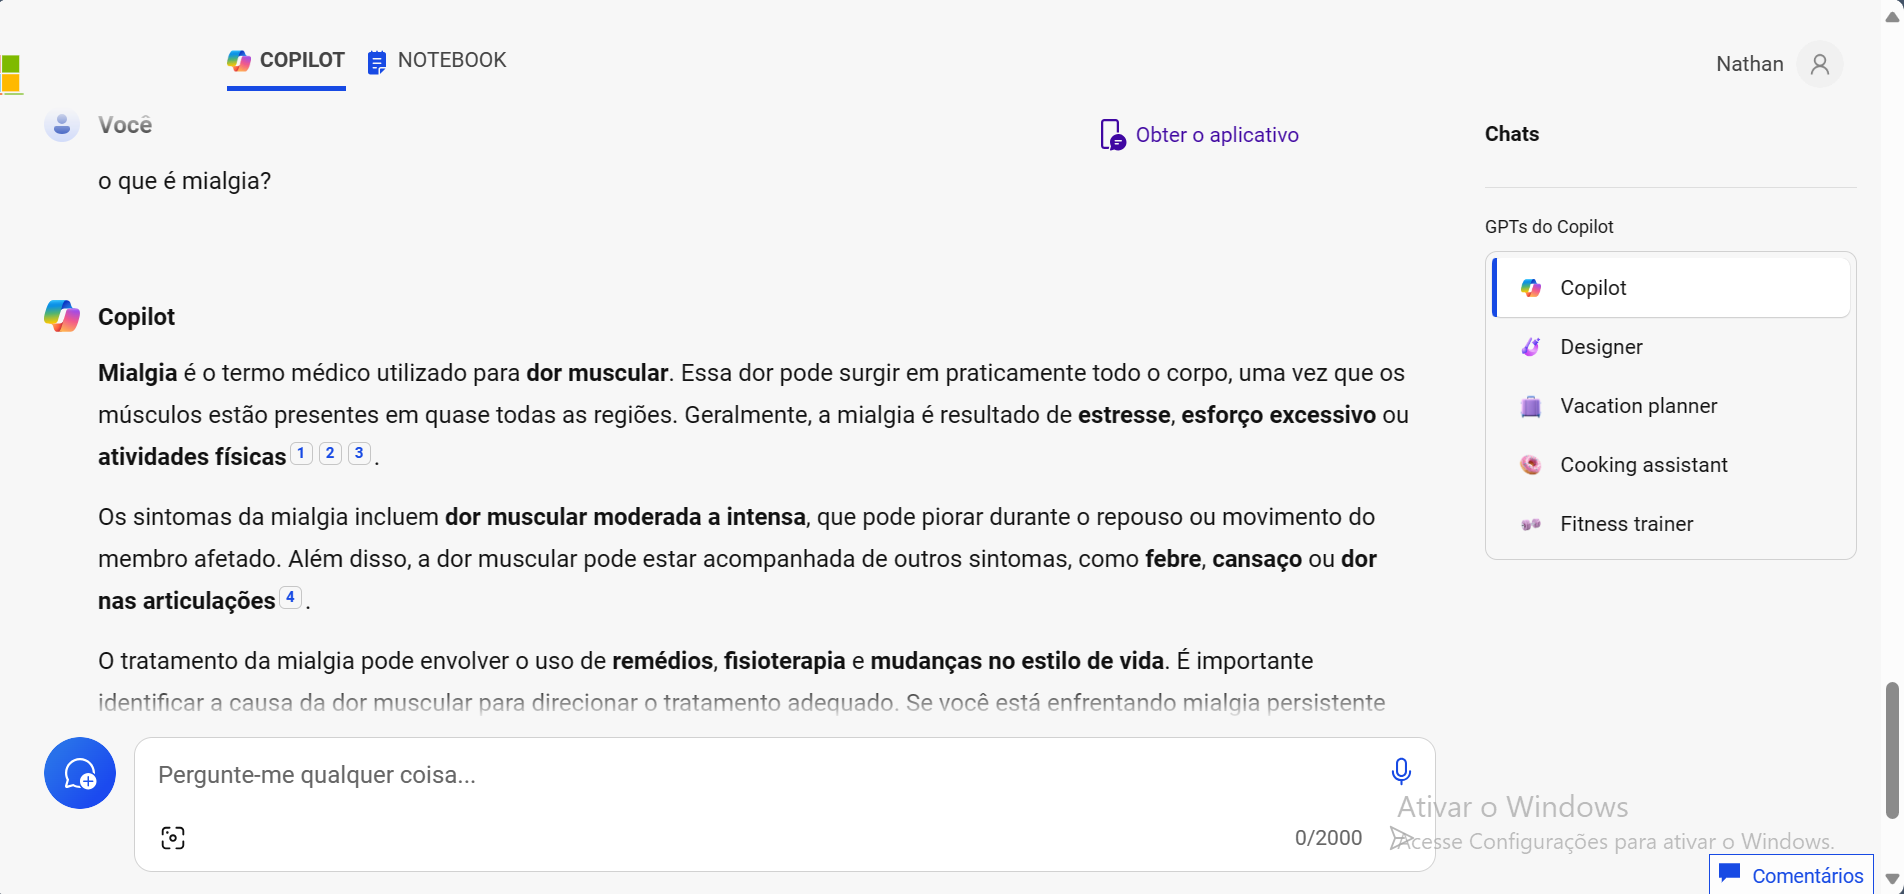 COPILOT NOTEBOOK
Nathan
Você
Obter o aplicativo
o que é mialgia?
Copilot
Mialgia é o termo médico utilizado para dor muscular. Essa dor pode surgir em praticamente todo o corpo, uma vez que os
músculos estão presentes em quase todas as regiões. Geralmente, a mialgia é resultado de estresse, esforço excessivo ou
atividades físicas 1 2 3 .
Os sintomas da mialgia incluem dor muscular moderada a intensa, que pode piorar durante o repouso ou movimento do
membro afetado. Além disso, a dor muscular pode estar acompanhada de outros sintomas, como febre, cansaço ou dor
nas articulações 4 .
O tratamento da mialgia pode envolver o uso de remédios, fisioterapia e mudanças no estilo de vida. É importante
identificar a causa da dor muscular para direcionar o tratamento adequado. Se você está enfrentando mialgia persistente
Pergunte-me qualquer coisa...
0/2000
Chats
GPTs do Copilot
Copilot
Designer
Vacation planner
Cooking assistant
Fitness trainer
Ativar o Windows
Acesse Configurações para ativar o Windows.
Comentários